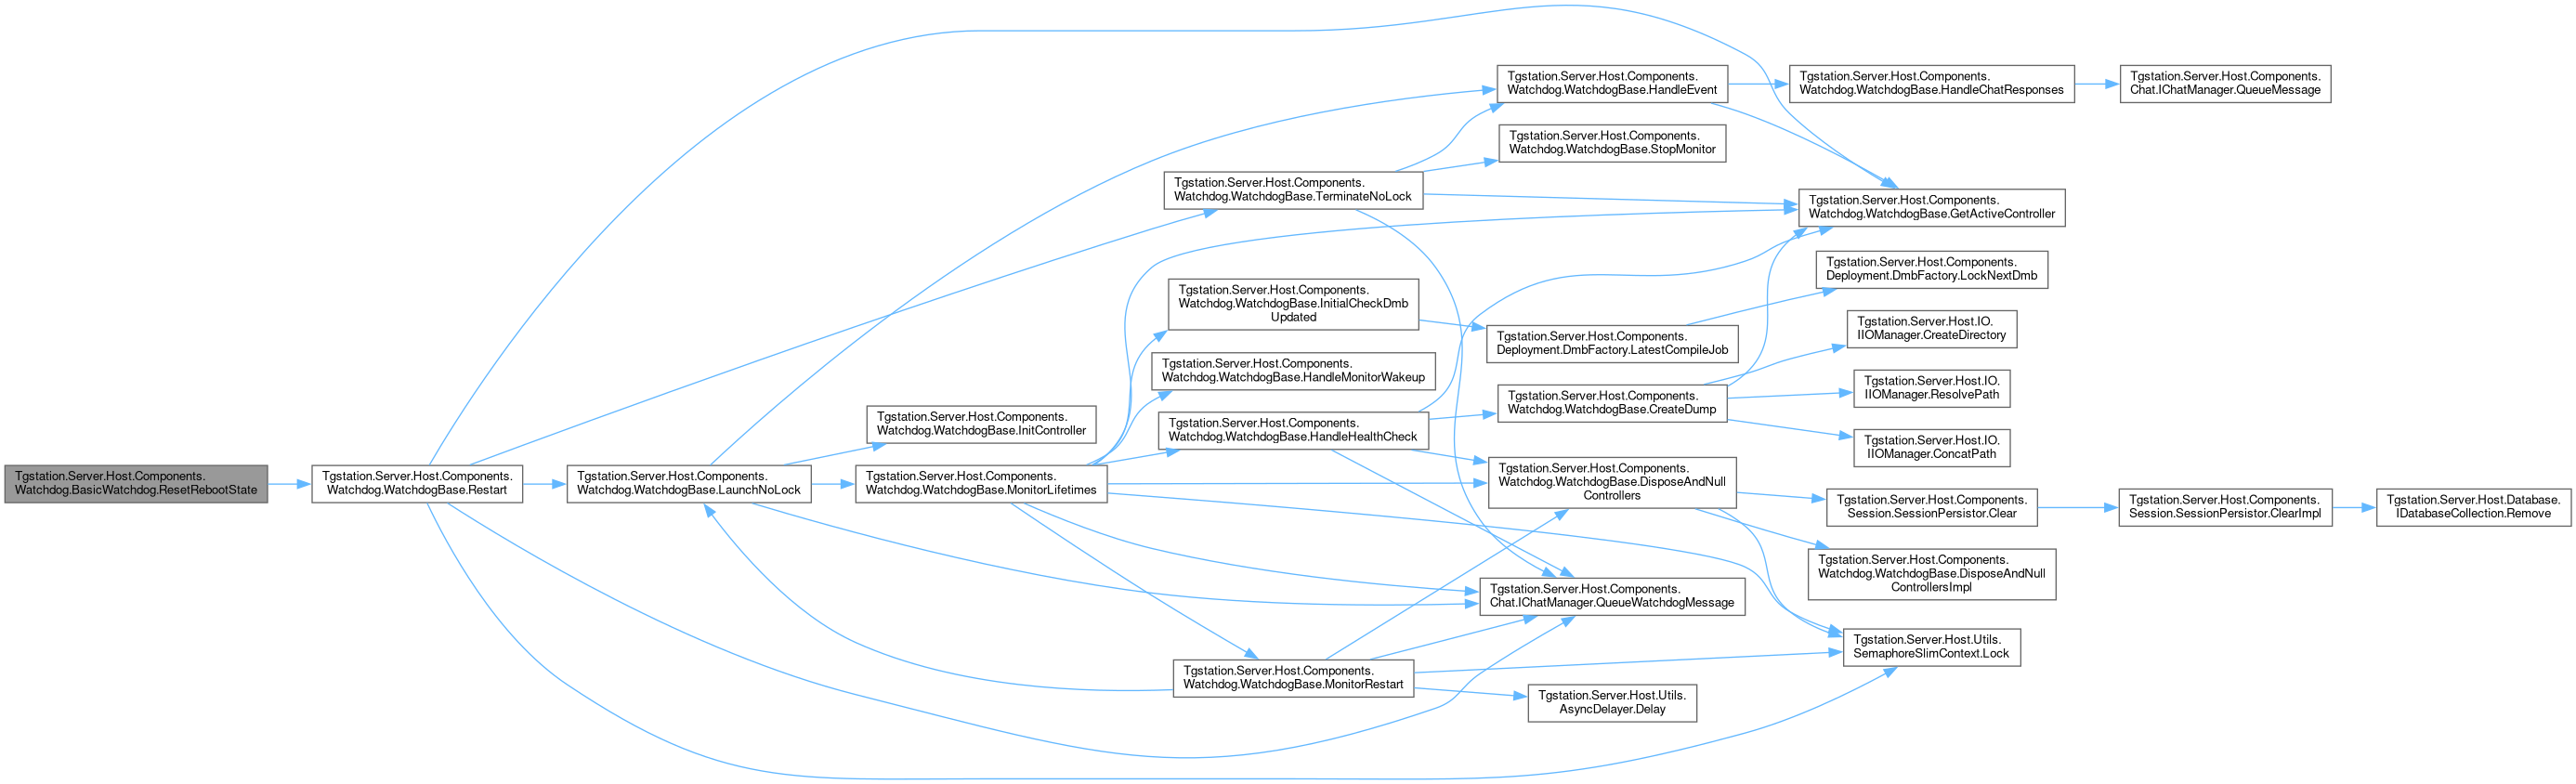 Tgstation.Server.Host.Components.
Watchdog.BasicWatchdog.ResetRebootState
Tgstation.Server.Host.Components.
Watchdog.WatchdogBase.Restart
Tgstation.Server.Host.Components.
Watchdog.WatchdogBase.LaunchNoLock
Tgstation.Server.Host.Components.
Watchdog.WatchdogBase.InitController
Tgstation.Server.Host.Components.
Watchdog.WatchdogBase.MonitorLifetimes
Tgstation.Server.Host.Components.
Watchdog.WatchdogBase.TerminateNoLock
Tgstation.Server.Host.Components.
Watchdog.WatchdogBase.InitialCheckDmb
Updated
Tgstation.Server.Host.Components.
Watchdog.WatchdogBase.HandleMonitorWakeup
Tgstation.Server.Host.Components.
Watchdog.WatchdogBase.HandleHealthCheck
Tgstation.Server.Host.Components.
Watchdog.WatchdogBase.MonitorRestart
Tgstation.Server.Host.Components.
Watchdog.WatchdogBase.HandleEvent
Tgstation.Server.Host.Components.
Watchdog.WatchdogBase.StopMonitor
Tgstation.Server.Host.Components.
Deployment.DmbFactory.LatestCompileJob
Tgstation.Server.Host.Components.
Watchdog.WatchdogBase.CreateDump
Tgstation.Server.Host.Components.
Watchdog.WatchdogBase.DisposeAndNull
Controllers
Tgstation.Server.Host.Components.
Chat.IChatManager.QueueWatchdogMessage
Tgstation.Server.Host.Utils.
AsyncDelayer.Delay
Tgstation.Server.Host.Components.
Watchdog.WatchdogBase.HandleChatResponses
Tgstation.Server.Host.Components.
Watchdog.WatchdogBase.GetActiveController
Tgstation.Server.Host.Components.
Deployment.DmbFactory.LockNextDmb
Tgstation.Server.Host.IO.
IIOManager.CreateDirectory
Tgstation.Server.Host.IO.
IIOManager.ResolvePath
Tgstation.Server.Host.IO.
IIOManager.ConcatPath
Tgstation.Server.Host.Components.
Session.SessionPersistor.Clear
Tgstation.Server.Host.Components.
Watchdog.WatchdogBase.DisposeAndNull
ControllersImpl
Tgstation.Server.Host.Utils.
SemaphoreSlimContext.Lock
Tgstation.Server.Host.Components.
Chat.IChatManager.QueueMessage
Tgstation.Server.Host.Components.
Session.SessionPersistor.ClearImpl
Tgstation.Server.Host.Database.
IDatabaseCollection.Remove